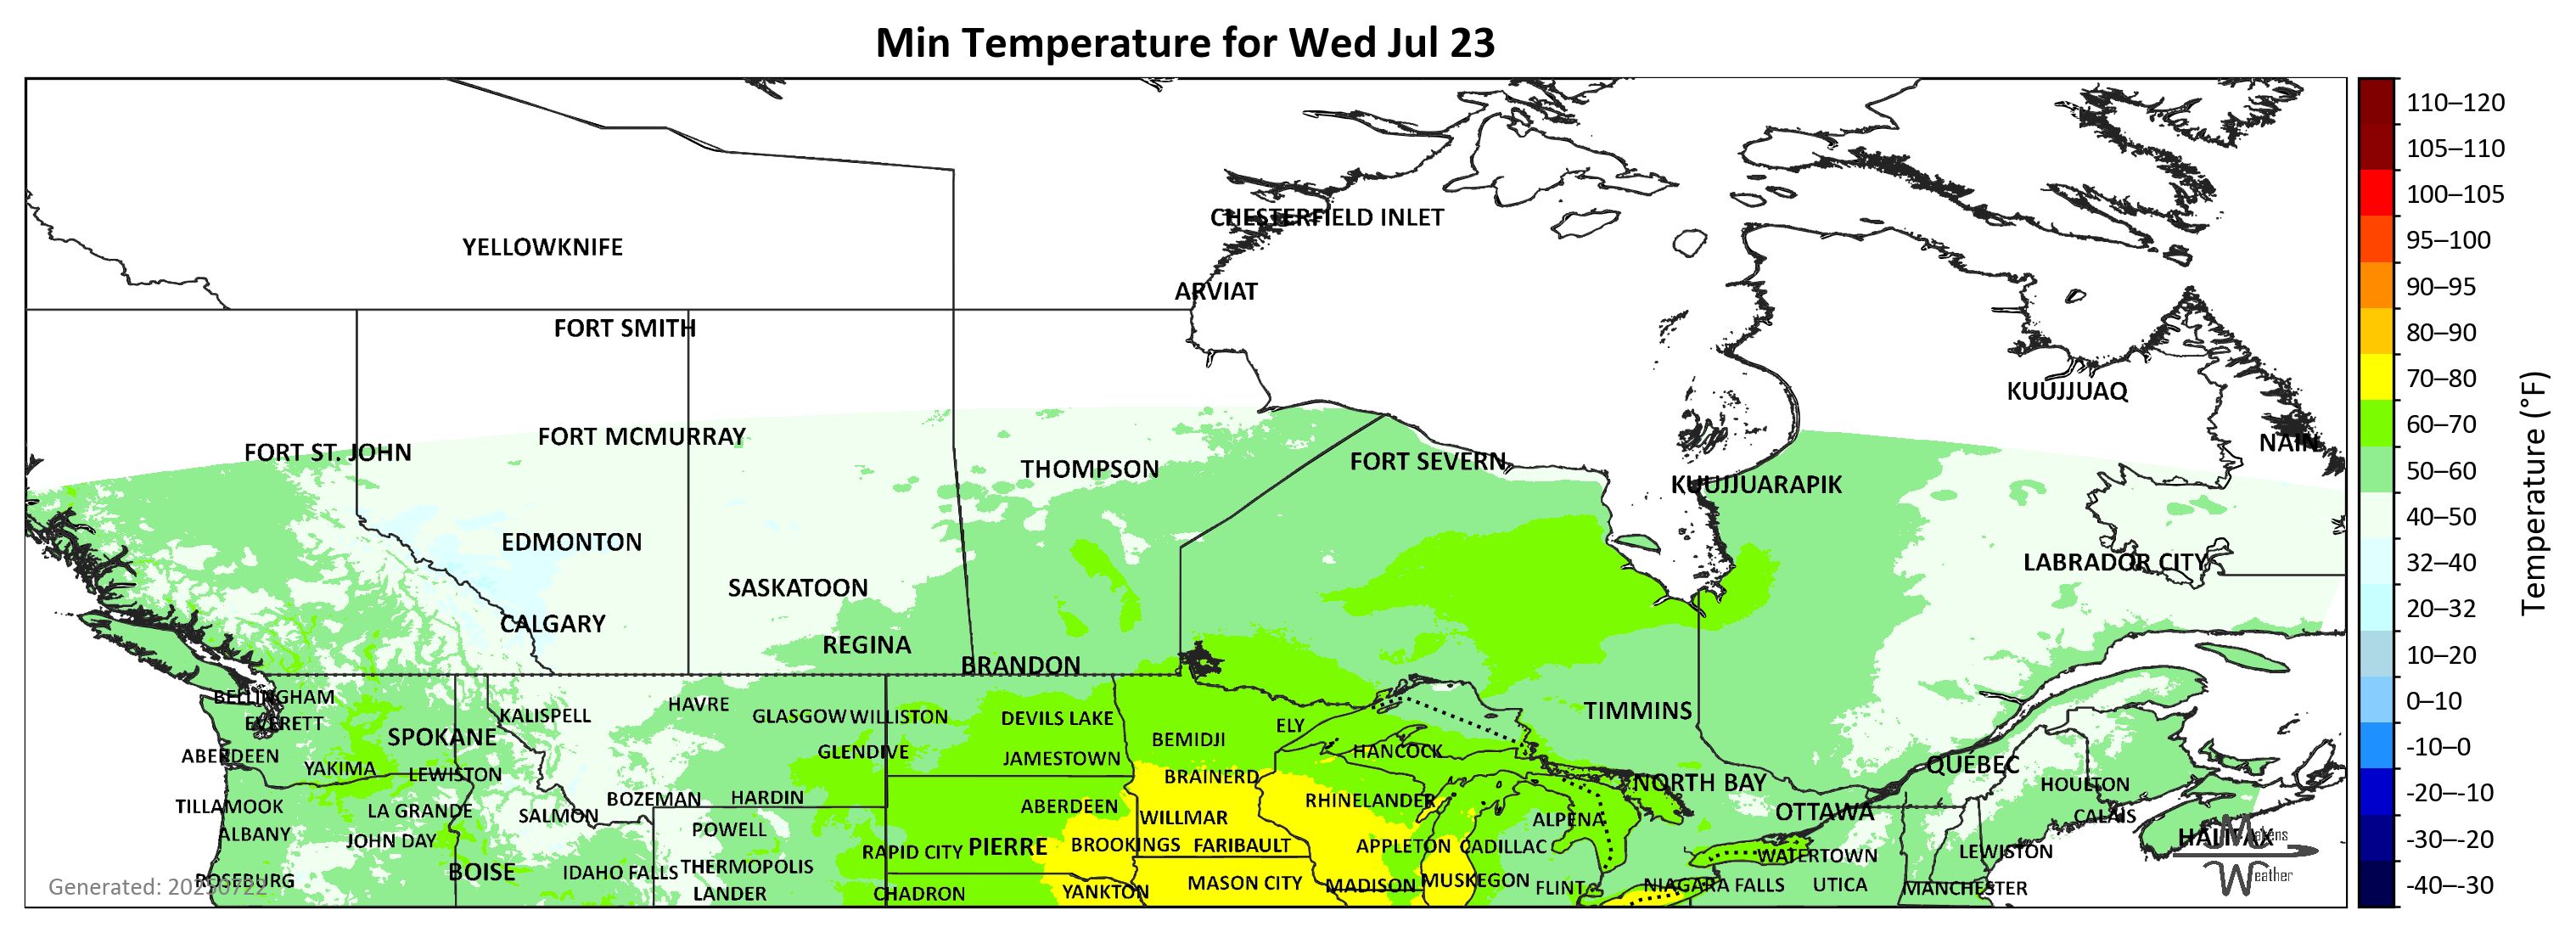 Min Temperature for Wed Jul 23
CHESTERFIELD INLET
YELLOWKNIFE
ARVIAT
FORT SMITH
KUUJJUAQ
FORT MCMURRAY
NAIN
FORT ST. JOHN
FORT SEVERN
THOMPSON
KUUJJUARAPIK
EDMONTON
LABRADOR CITY
SASKATOON
CALGARY
REGINA
BRANDON
BELLINGHAM
HAVRE
KALISPELL
GLASGOW WILLISTON
DEVILS LAKE
TIMMINS
EVERETT
ELY
SPOKANE
BEMIDJI
GLENDIVE
HANCOCK
ABERDEEN
JAMESTOWN
QUEBEC
YAKIMA
LEWISTON
BRAINERD
NORTH BAY
HOULTON
BOZEMAN
HARDIN
RHINELANDER
TILLAMOOK
LA GRANDE
ABERDEEN
OTTAWA
SALMON
WILLMAR
CALAIS
ALPENA
POWELL
ALBANY
HALIFAX
JOHN DAY
PIERRE
BROOKINGS
FARIBAULT
APPLETON
CADILLAC
RAPID CITY
WATERTOWN
LEWISTON
THERMOPOLIS
BOISE
IDAHO FALLS
ROSEBURG
MUSKEGON
MASON CITY
MADISON
NIAGARA FALLS
UTICA
FLINT
MANCHESTER
YANKTON
LANDER
CHADRON
Generated: 20250722
Makens
Weather
110–120
105–110
100–105
95–100
90–95
80–90
70–80
60–70
50–60
40–50
32–40
20–32
10–20
0–10
-10–0
-20–-10
-30–-20
-40–-30
Temperature (°F)